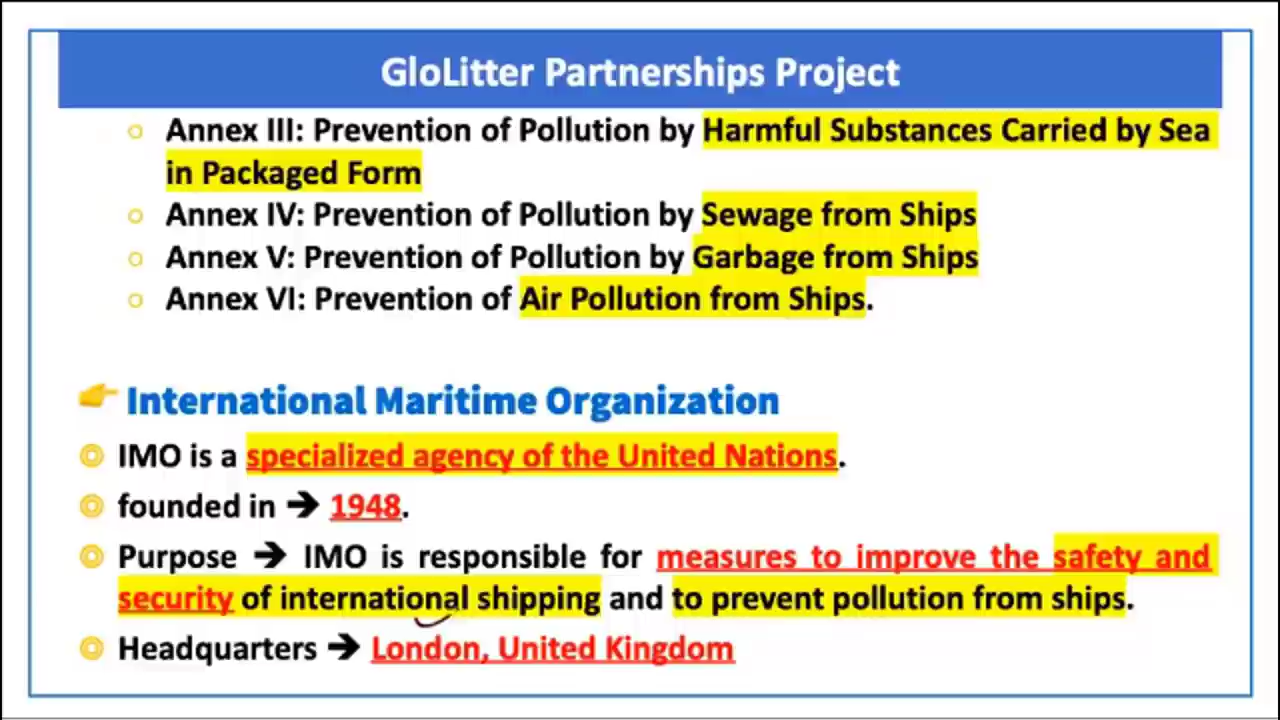 GloLitter Partnerships Project
○ Annex III: Prevention of Pollution by Harmful Substances Carried by Sea
in Packaged Form
○ Annex IV: Prevention of Pollution by Sewage from Ships
○ Annex V: Prevention of Pollution by Garbage from Ships
○ Annex VI: Prevention of Air Pollution from Ships.
👉 International Maritime Organization
IMO is a specialized agency of the United Nations.
founded in ➔ 1948.
Purpose ➔ IMO is responsible for measures to improve the safety and
security of international shipping and to prevent pollution from ships.
Headquarters ➔ London, United Kingdom